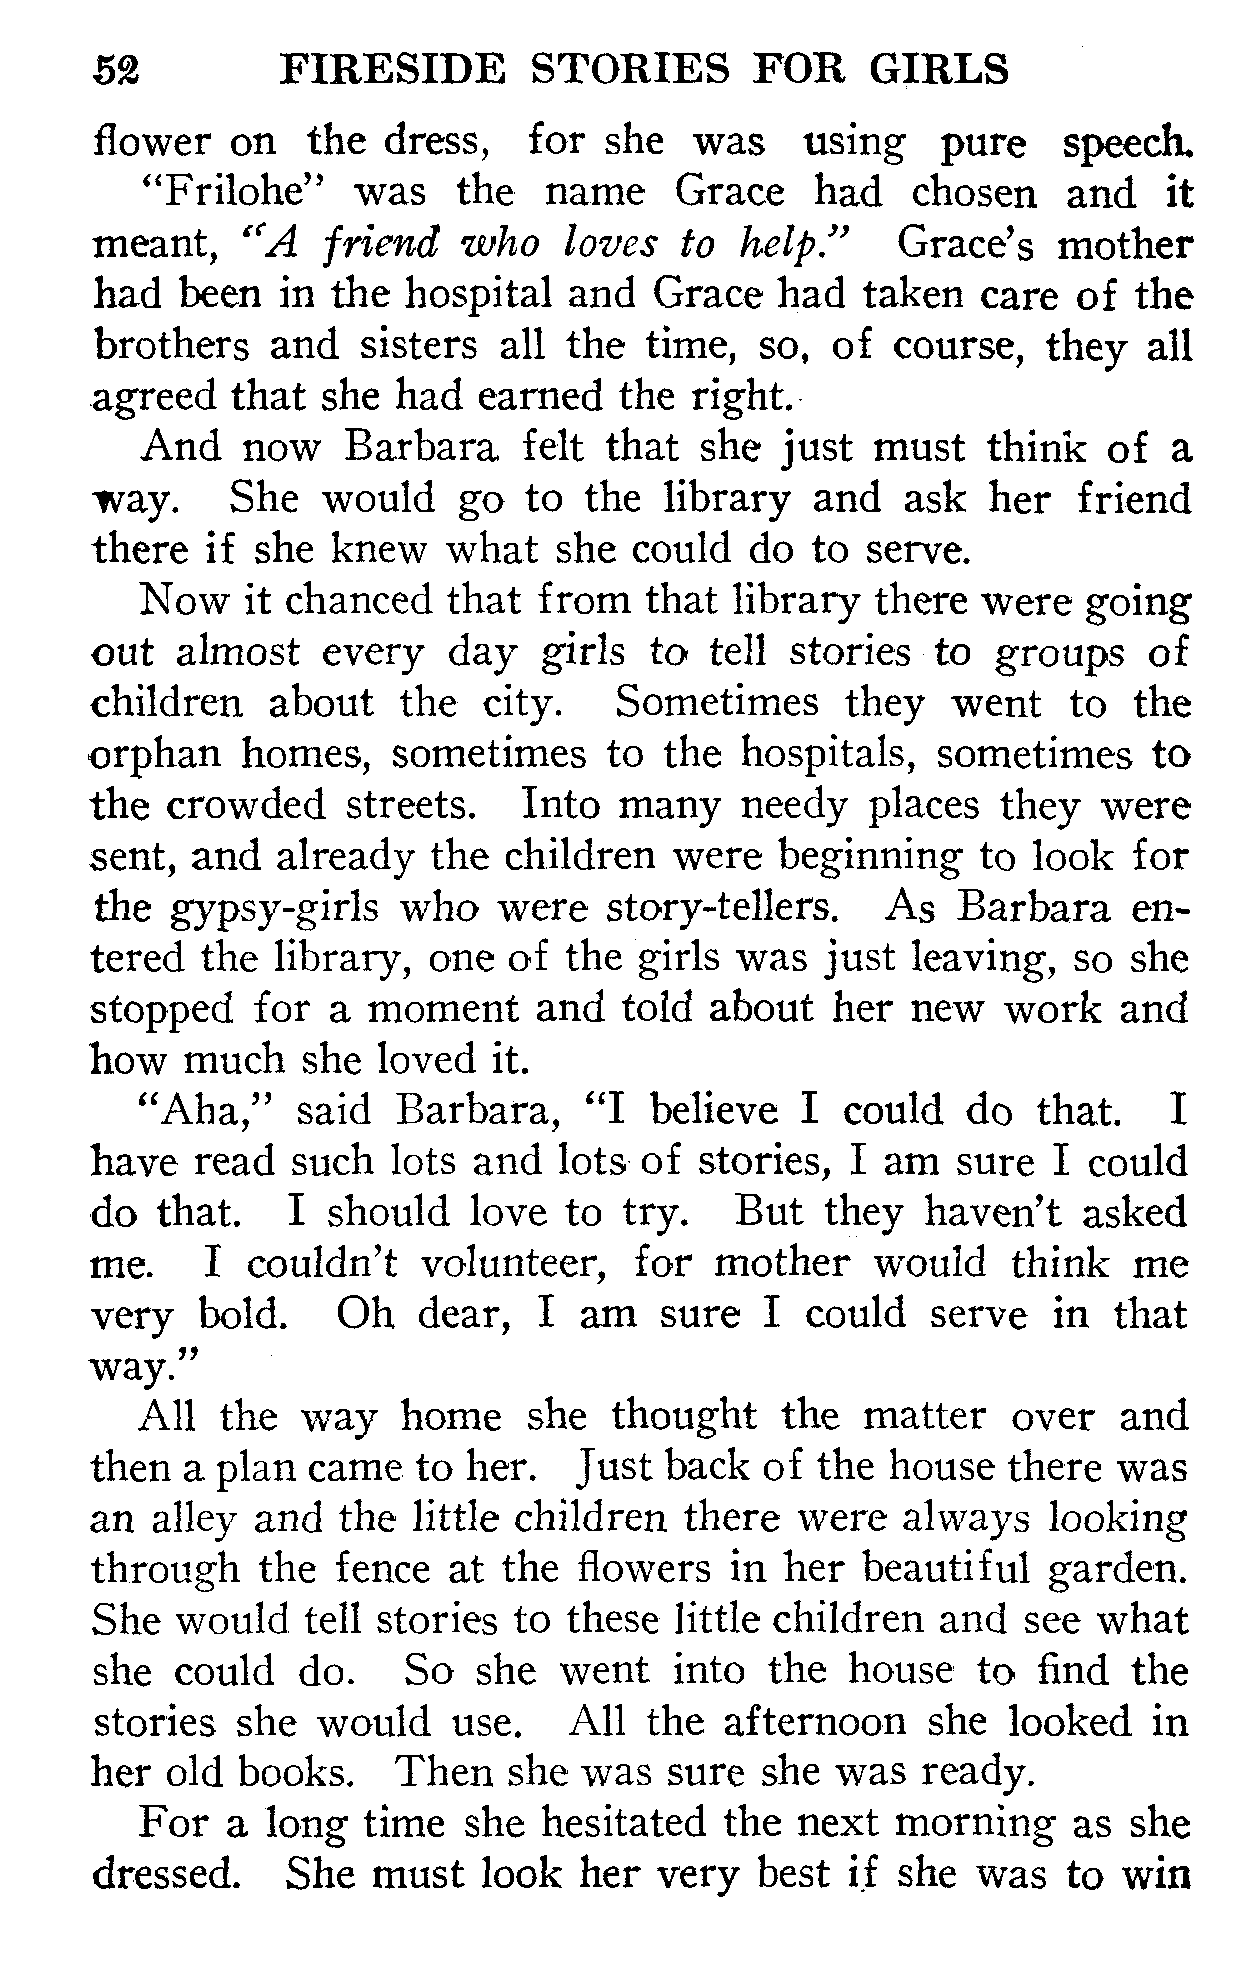 52 FIRESIDE STORIES FOR GIRLS
flower on the dress, for she was using pure speech.
"Frilohe" was the name Grace had chosen and it
meant, "A friend who loves to help." Grace's mother
had been in the hospital and Grace had taken care of the
brothers and sisters all the time, so, of course, they all
agreed that she had earned the right.
And now Barbara felt that she just must think of a
way. She would go to the library and ask her friend
there if she knew what she could do to serve.
Now it chanced that from that library there were going
out almost every day girls to tell stories to groups of
children about the city. Sometimes they went to the
orphan homes, sometimes to the hospitals, sometimes to
the crowded streets. Into many needy places they were
sent, and already the children were beginning to look for
the gypsy-girls who were story-tellers. As Barbara en-
tered the library, one of the girls was just leaving, so she
stopped for a moment and told about her new work and
how much she loved it.
"Aha," said Barbara, "I believe I could do that. I
have read such lots and lots of stories, I am sure I could
do that. I should love to try. But they haven't asked
me. I couldn't volunteer, for mother would think me
very bold. Oh dear, I am sure I could serve in that
way."
All the way home she thought the matter over and
then a plan came to her. Just back of the house there was
an alley and the little children there were always looking
through the fence at the flowers in her beautiful garden.
She would tell stories to these little children and see what
she could do. So she went into the house to find the
stories she would use. All the afternoon she looked in
her old books. Then she was sure she was ready.
For a long time she hesitated the next morning as she
dressed. She must look her very best if she was to win